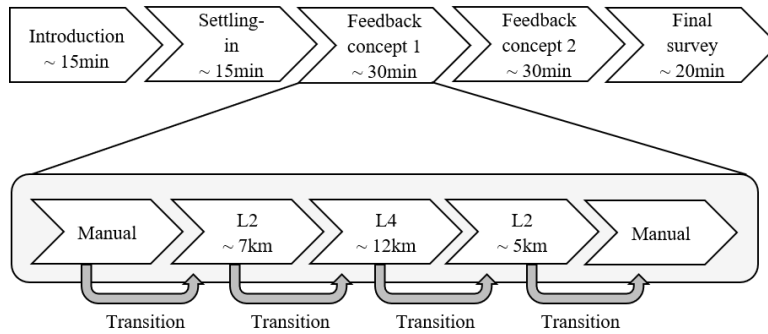 Introduction
~ 15min
Settling-
in
~ 15min
Feedback
concept 1
~ 30min
Feedback
concept 2
~ 30min
Final
survey
~ 20min
Manual
L2
~ 7km
L4
~ 12km
L2
~ 5km
Manual
Transition
Transition
Transition
Transition